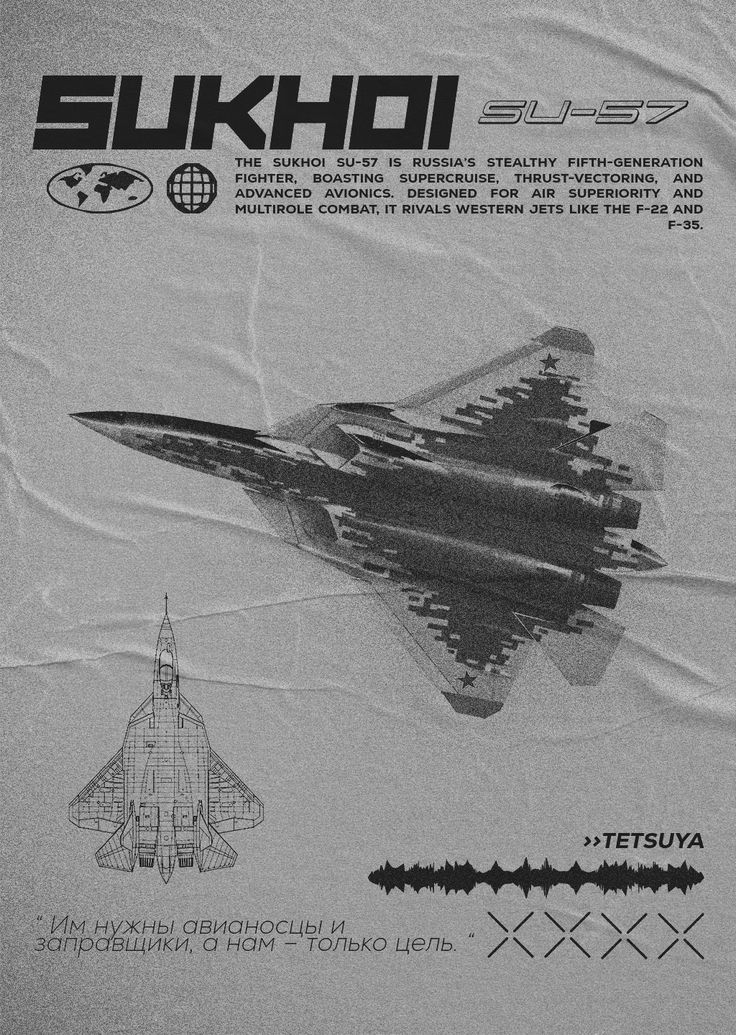 SUKHOI SU-57
THE SUKHOI SU-57 IS RUSSIA'S STEALTHY FIFTH-GENERATION
FIGHTER, BOASTING SUPERCRUISE, THRUST-VECTORING, AND
ADVANCED AVIONICS. DESIGNED FOR AIR SUPERIORITY AND
MULTIROLE COMBAT, IT RIVALS WESTERN JETS LIKE THE F-22 AND
F-35.
››TETSUYA
“ Им нужны авианосцы и
заправщики, а нам – только цель. “